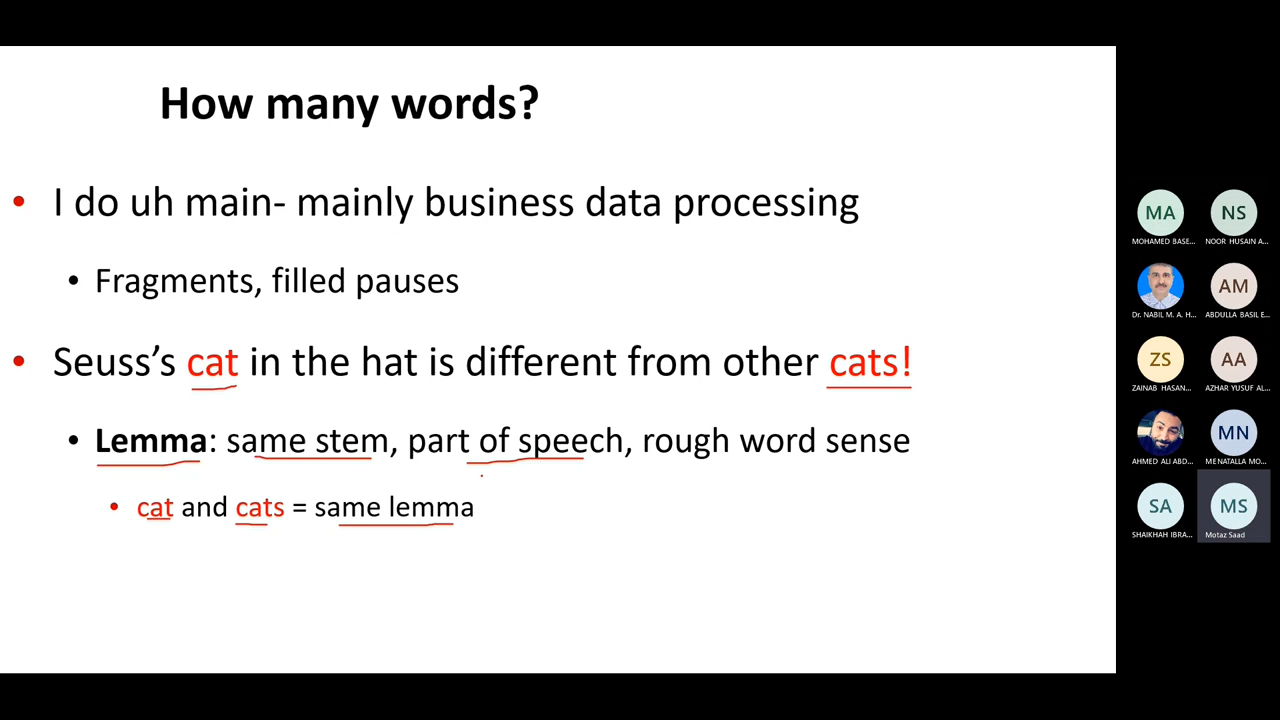 How many words?
• I do uh main- mainly business data processing
• Fragments, filled pauses
• Seuss's cat in the hat is different from other cats!
• Lemma: same stem, part of speech, rough word sense
• cat and cats = same lemma
MA
MOHAMED BASE...
NS
NOOR HUSAIN A...
Dr. NABIL M. A. H...
AM
ABDULLA BASIL E...
ZS
ZAINAB HASAN...
AA
AZHAR YUSUF AL...
AHMED ALI ABD...
MN
MENATALLA MO...
SA
SHAIKHAH IBRA...
MS
Motaz Saad